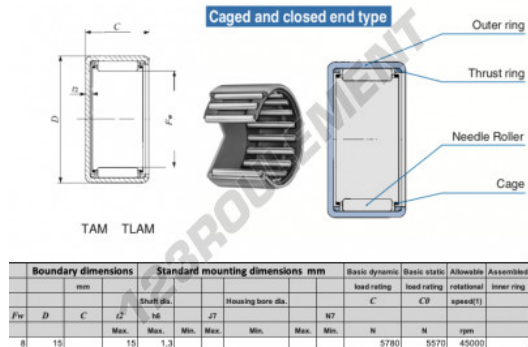 Caged and closed end type
C
D
t2
Fw
Outer ring
Thrust ring
Needle Roller
Cage
TAM TLAM
123ROULEMENT
Boundary dimensions Standard mounting dimensions mm Basic dynamic Basic static Allowable Assembled
mm load rating load rating rotational inner ring
Shaft dia. Housing bore dia. C C0 speed(1)
Fw D C t2 h6 J7 N7
Max. Max. Min. Max. Min. Max. Min. N N rpm
8 15 15 1,3 5780 5570 45000